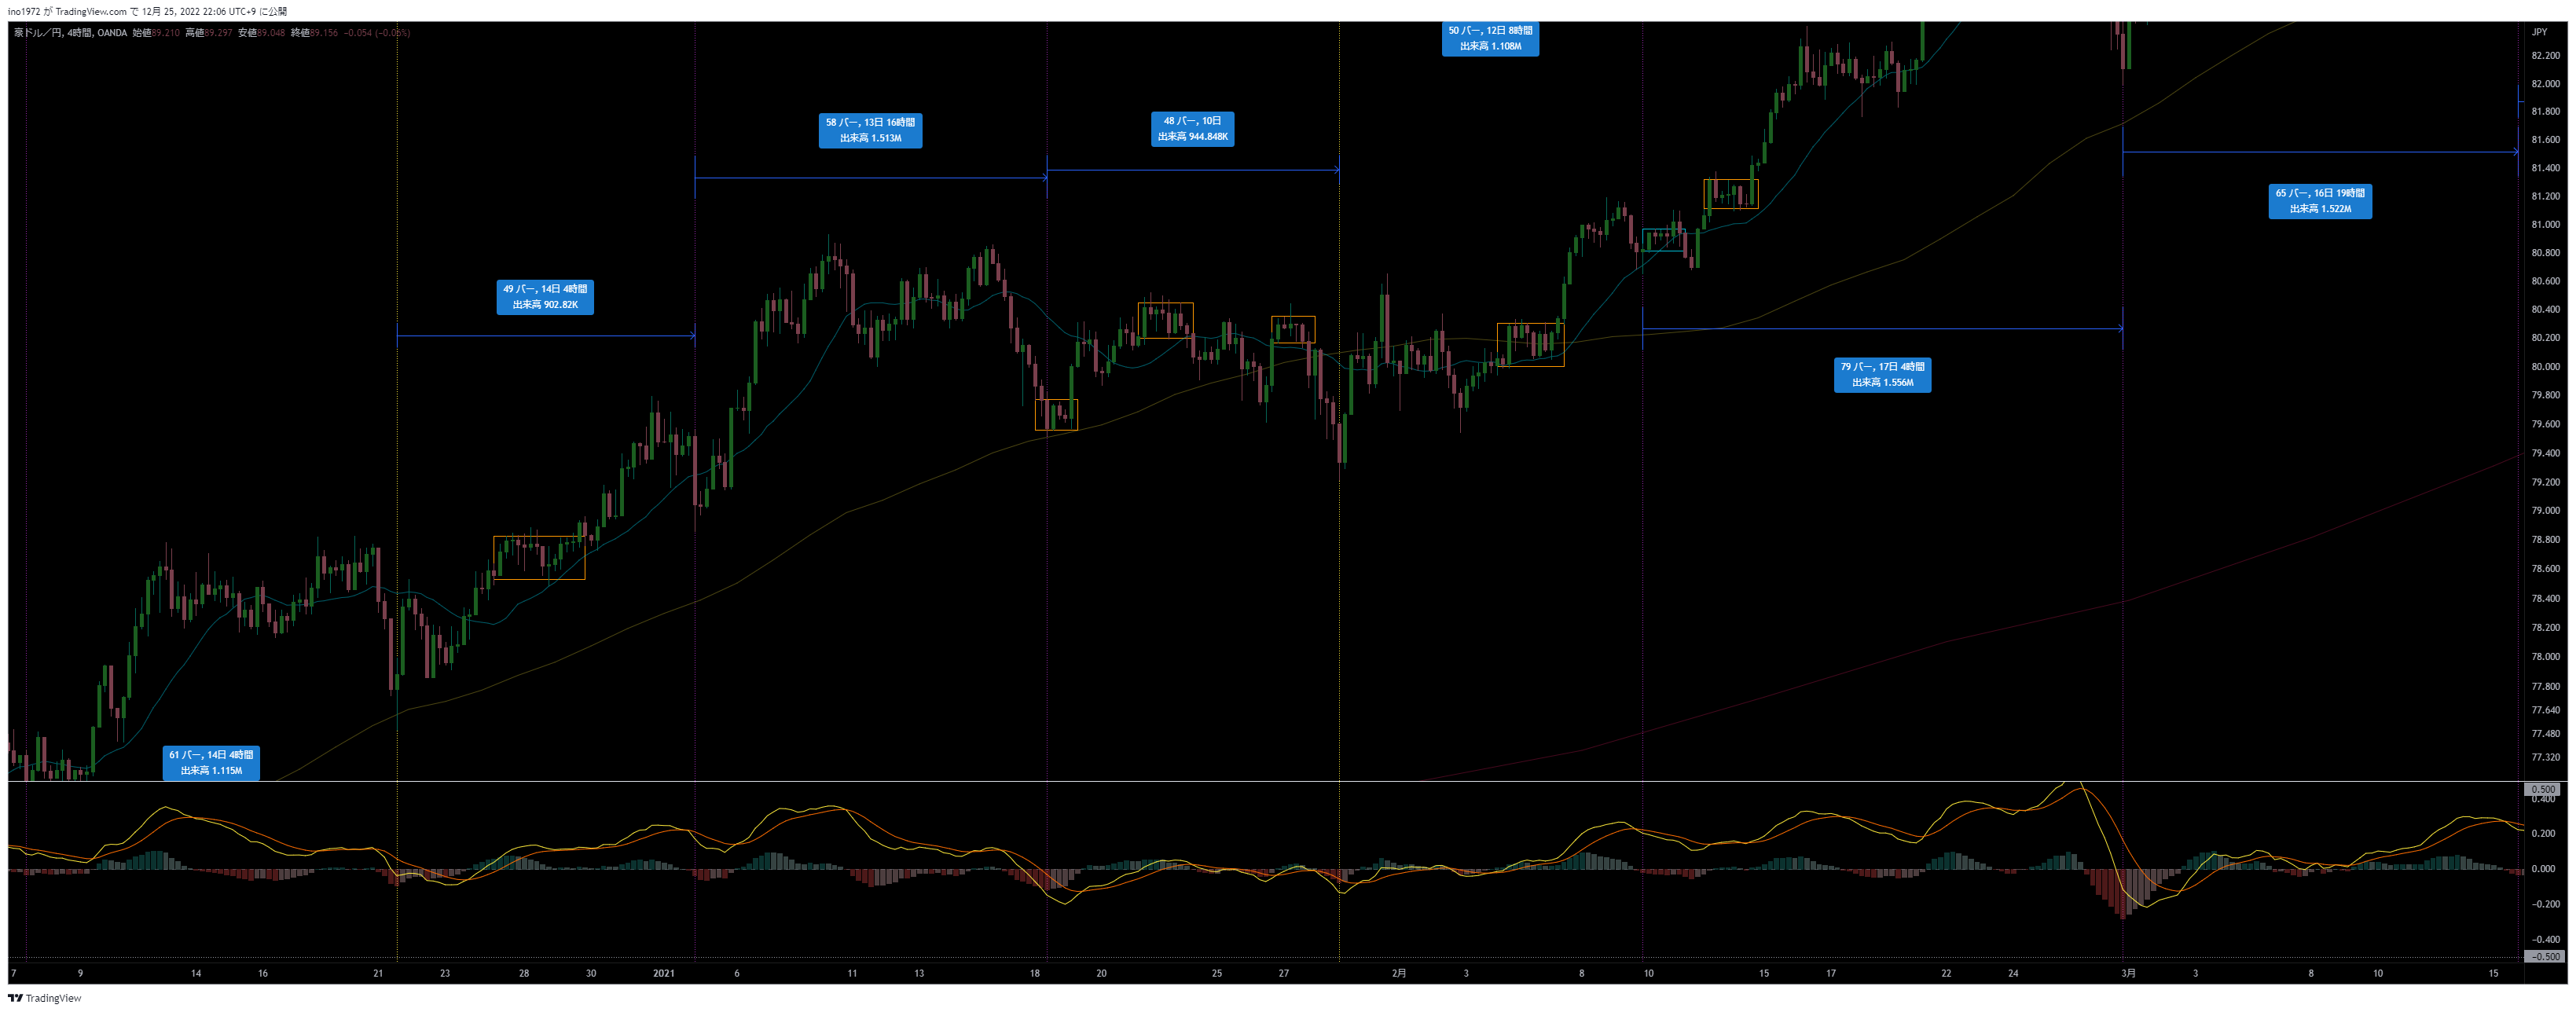 ino1972 が TradingView.com で 12月 25, 2022 22:06 UTC+9 に公開
豪ドル／円, 4時間, OANDA 始値89.210 高値89.297 安値89.048 終値89.156 −0.054 (−0.06%)
JPY
50 バー, 12日 8時間
出来高 1.108M
58 バー, 13日 16時間
出来高 1.513M
48 バー, 10日
出来高 944.848K
65 バー, 16日 19時間
出来高 1.522M
49 バー, 14日 4時間
出来高 902.82K
79 バー, 17日 4時間
出来高 1.556M
61 バー, 14日 4時間
出来高 1.115M
82.200
82.000
81.800
81.600
81.400
81.200
81.000
80.800
80.600
80.400
80.200
80.000
79.800
79.600
79.400
79.200
79.000
78.800
78.600
78.400
78.200
78.000
77.800
77.640
77.480
77.320
0.500
0.400
0.200
0.000
−0.200
−0.400
−0.500
7 9 14 16 21 23 28 30 2021 6 11 13 18 20 25 27 2月 3 8 10 15 17 22 24 3月 3 8 10 15
TradingView